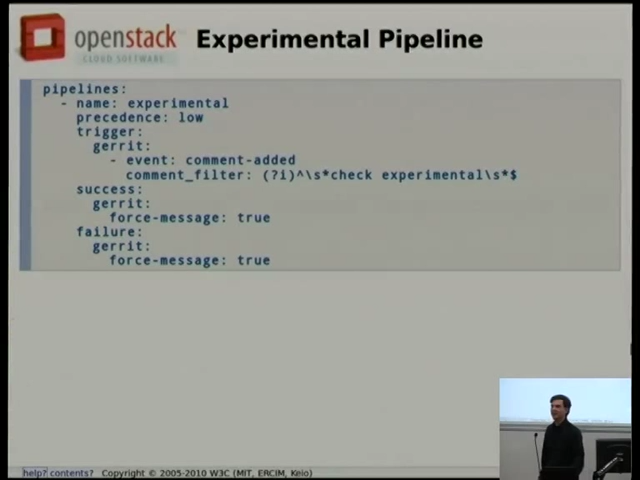 openstack
CLOUD SOFTWARE
Experimental Pipeline
pipelines:
- name: experimental
precedence: low
trigger:
gerrit:
- event: comment-added
comment_filter: (?i)^\s*check experimental\s*$
success:
gerrit:
force-message: true
failure:
gerrit:
force-message: true
help? contents? Copyright © 2005-2010 W3C (MIT, ERCIM, Keio)